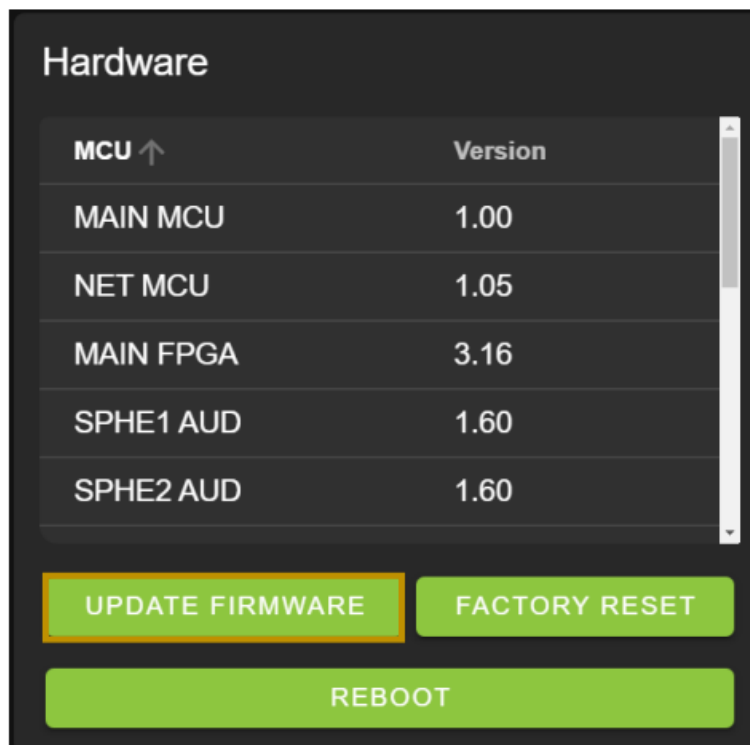 Hardware
MCU Version
MAIN MCU 1.00
NET MCU 1.05
MAIN FPGA 3.16
SPHE1 AUD 1.60
SPHE2 AUD 1.60
UPDATE FIRMWARE FACTORY RESET
REBOOT